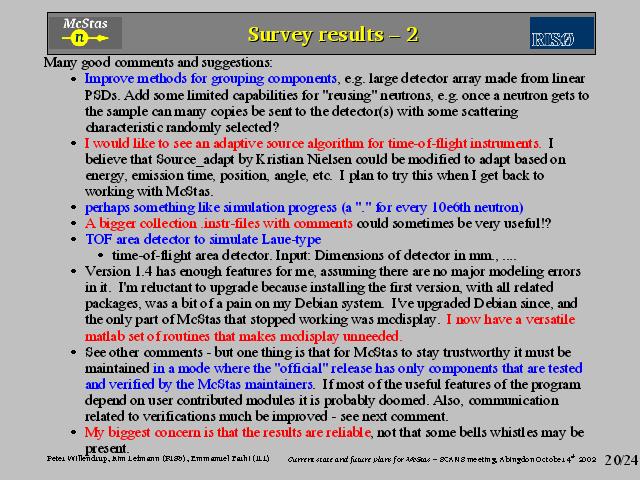 McStas
n
Survey results – 2
RISØ
Many good comments and suggestions:
• Improve methods for grouping components, e.g. large detector array made from linear
PSDs. Add some limited capabilities for "reusing" neutrons, e.g. once a neutron gets to
the sample can many copies be sent to the detector(s) with some scattering
characteristic randomly selected?
• I would like to see an adaptive source algorithm for time-of-flight instruments. I
believe that Source_adapt by Kristian Nielsen could be modified to adapt based on
energy, emission time, position, angle, etc. I plan to try this when I get back to
working with McStas.
• perhaps something like simulation progress (a "." for every 10e6th neutron)
• A bigger collection .instr-files with comments could sometimes be very useful!?
• TOF area detector to simulate Laue-type
• time-of-flight area detector. Input: Dimensions of detector in mm., ....
• Version 1.4 has enough features for me, assuming there are no major modeling errors
in it. I'm reluctant to upgrade because installing the first version, with all related
packages, was a bit of a pain on my Debian system. I've upgraded Debian since, and
the only part of McStas that stopped working was mcdisplay. I now have a versatile
matlab set of routines that makes mcdisplay unneeded.
• See other comments - but one thing is that for McStas to stay trustworthy it must be
maintained in a mode where the "official" release has only components that are tested
and verified by the McStas maintainers. If most of the useful features of the program
depend on user contributed modules it is probably doomed. Also, communication
related to verifications much be improved - see next comment.
• My biggest concern is that the results are reliable, not that some bells whistles may be
present.
Peter Willendrup, Kim Lefmann (RISØ), Emmanuel Farhi (ILL)
Current state and future plans for McStas – SCANS meeting, Abingdon October 4th 2002
20/24